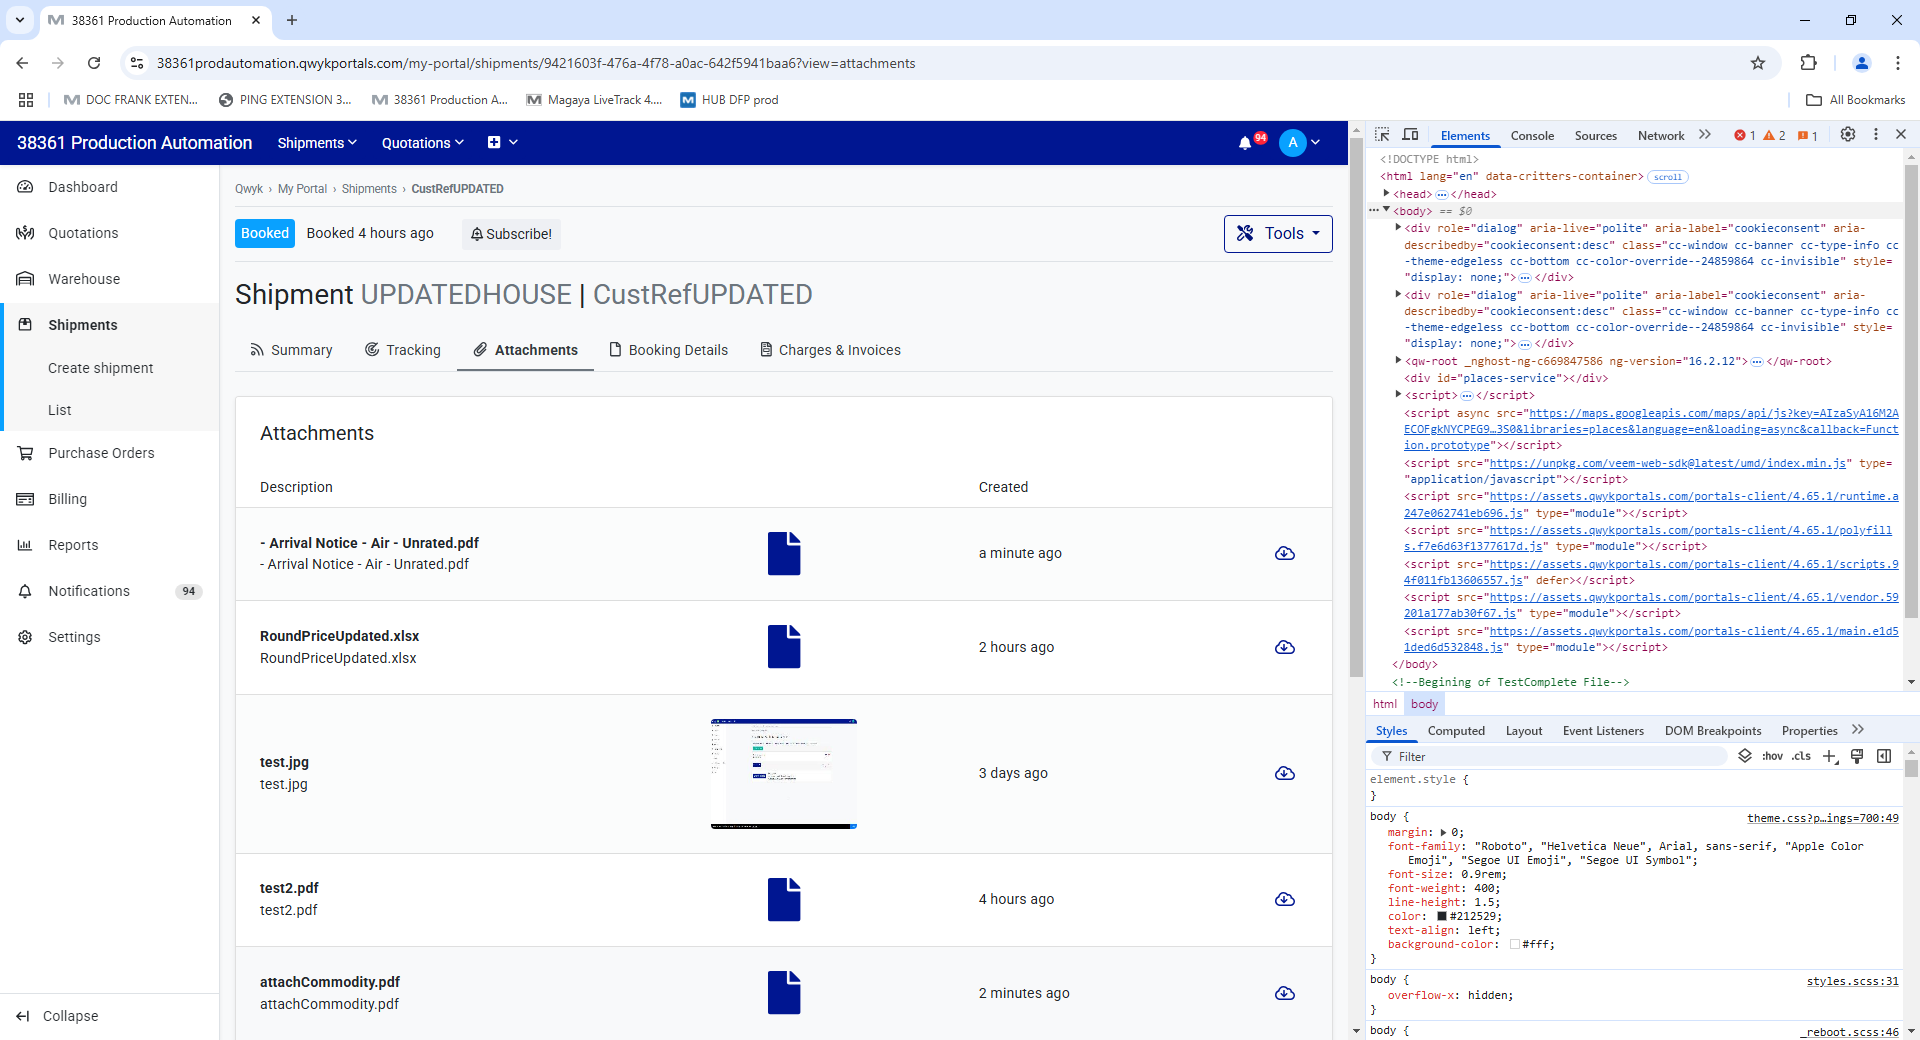 38361 Production Automation
38361prodautomation.qwykportals.com/my-portal/shipments/9421603f-476a-4f78-a0ac-642f5941baa6?view=attachments
DOC FRANK EXTEN...
PING EXTENSION 3...
38361 Production A...
Magaya LiveTrack 4....
HUB DFP prod
All Bookmarks
38361 Production Automation
Shipments
Quotations
94
A
Dashboard
Quotations
Warehouse
Shipments
Create shipment
List
Purchase Orders
Billing
Reports
Notifications 94
Settings
Collapse
Qwyk › My Portal › Shipments › CustRefUPDATED
Booked Booked 4 hours ago Subscribe!
Tools
Shipment UPDATEDHOUSE | CustRefUPDATED
Summary Tracking Attachments Booking Details Charges & Invoices
Attachments
Description Created
- Arrival Notice - Air - Unrated.pdf
- Arrival Notice - Air - Unrated.pdf
a minute ago
RoundPriceUpdated.xlsx
RoundPriceUpdated.xlsx
2 hours ago
test.jpg
test.jpg
3 days ago
test2.pdf
test2.pdf
4 hours ago
attachCommodity.pdf
attachCommodity.pdf
2 minutes ago
Elements Console Sources Network 1 2 1
<!DOCTYPE html>
<html lang="en" data-critters-container> scroll
<head> … </head>
<body> == $0
<div role="dialog" aria-live="polite" aria-label="cookieconsent" aria-
describedby="cookieconsent:desc" class="cc-window cc-banner cc-type-info cc
-theme-edgeless cc-bottom cc-color-override--24859864 cc-invisible" style=
"display: none;"> … </div>
<div role="dialog" aria-live="polite" aria-label="cookieconsent" aria-
describedby="cookieconsent:desc" class="cc-window cc-banner cc-type-info cc
-theme-edgeless cc-bottom cc-color-override--24859864 cc-invisible" style=
"display: none;"> … </div>
<qw-root _nghost-ng-c669847586 ng-version="16.2.12"> … </qw-root>
<div id="places-service"></div>
<script> … </script>
<script async src="https://maps.googleapis.com/maps/api/js?key=AIzaSyA16M2A
ECOFgkNYCPEG9…3S0&libraries=places&language=en&loading=async&callback=Funct
ion.prototype"></script>
<script src="https://unpkg.com/veem-web-sdk@latest/umd/index.min.js" type=
"application/javascript"></script>
<script src="https://assets.qwykportals.com/portals-client/4.65.1/runtime.a
247e062741eb696.js" type="module"></script>
<script src="https://assets.qwykportals.com/portals-client/4.65.1/polyfill
s.f7e6d63f1377617d.js" type="module"></script>
<script src="https://assets.qwykportals.com/portals-client/4.65.1/scripts.9
4f011fb13606557.js" defer></script>
<script src="https://assets.qwykportals.com/portals-client/4.65.1/vendor.59
201a177ab30f67.js" type="module"></script>
<script src="https://assets.qwykportals.com/portals-client/4.65.1/main.e1d5
1ded6d532848.js" type="module"></script>
</body>
<!--Begining of TestComplete File-->
html body
Styles Computed Layout Event Listeners DOM Breakpoints Properties
Filter :hov .cls
element.style {
}
body { theme.css?p…ings=700:49
margin: 0;
font-family: "Roboto", "Helvetica Neue", Arial, sans-serif, "Apple Color
Emoji", "Segoe UI Emoji", "Segoe UI Symbol";
font-size: 0.9rem;
font-weight: 400;
line-height: 1.5;
color: #212529;
text-align: left;
background-color: #fff;
}
body { styles.scss:31
overflow-x: hidden;
}
body { _reboot.scss:46